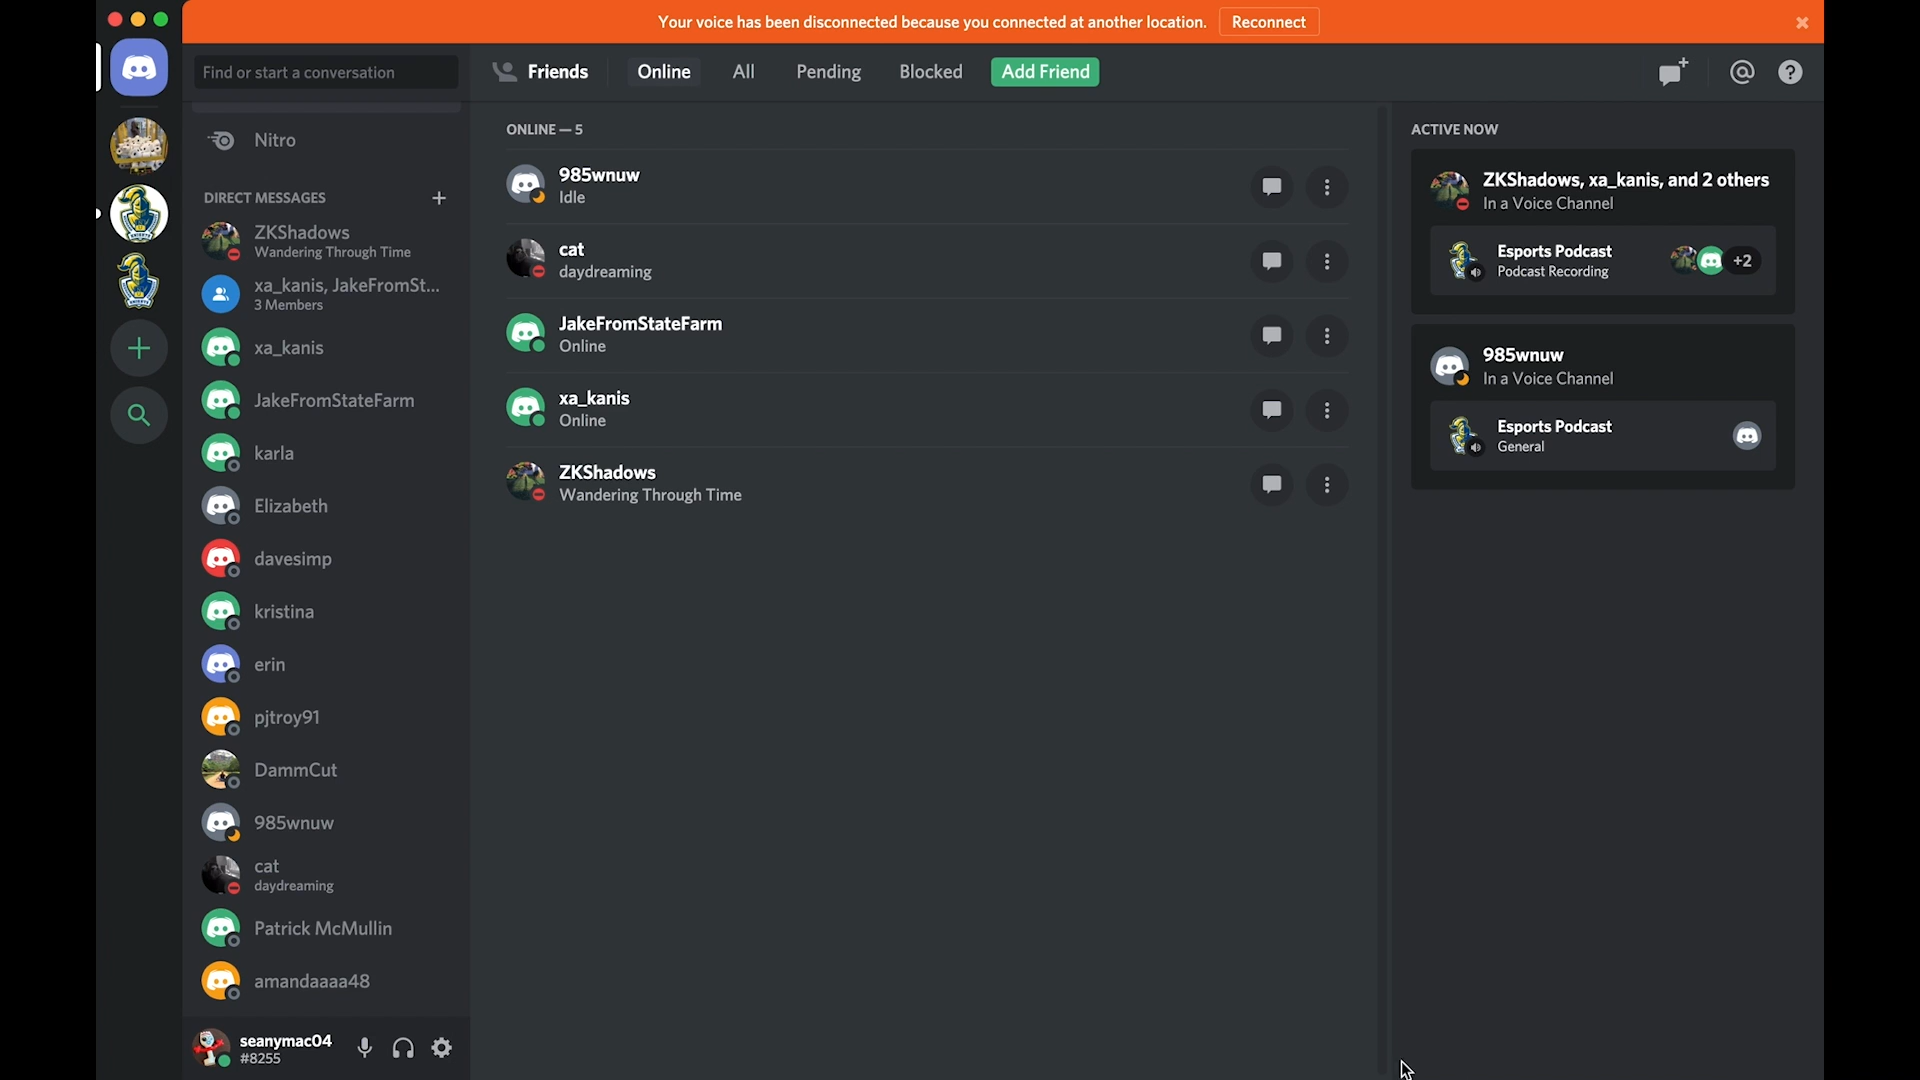 Your voice has been disconnected because you connected at another location. Reconnect
Find or start a conversation
Friends Online All Pending Blocked Add Friend
Nitro
DIRECT MESSAGES
ZKShadows
Wandering Through Time
xa_kanis, JakeFromSt...
3 Members
xa_kanis
JakeFromStateFarm
karla
Elizabeth
davesimp
kristina
erin
pjtroy91
DammCut
985wnuw
cat
daydreaming
Patrick McMullin
amandaaaa48
seanymac04
#8255
ONLINE — 5
985wnuw
Idle
cat
daydreaming
JakeFromStateFarm
Online
xa_kanis
Online
ZKShadows
Wandering Through Time
ACTIVE NOW
ZKShadows, xa_kanis, and 2 others
In a Voice Channel
Esports Podcast
Podcast Recording
+2
985wnuw
In a Voice Channel
Esports Podcast
General